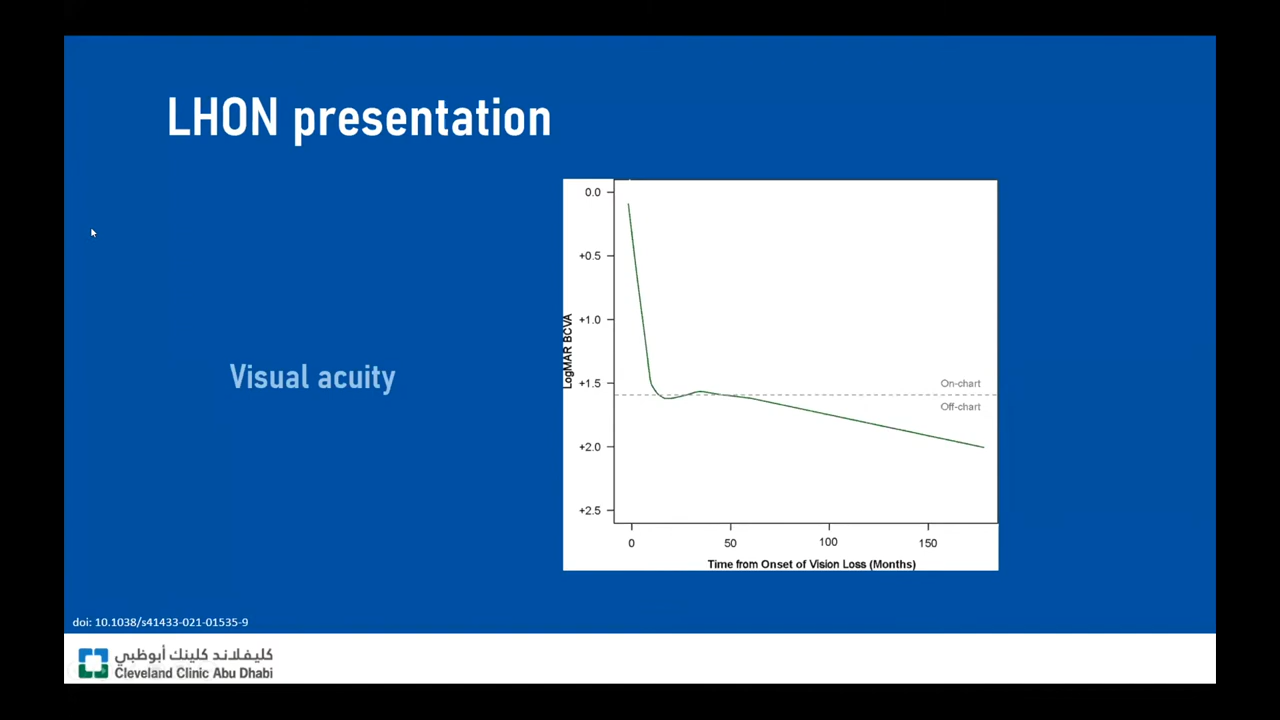 LHON presentation
Visual acuity
LogMAR BCVA
0.0
+0.5
+1.0
+1.5
+2.0
+2.5
On-chart
Off-chart
0
50
100
150
Time from Onset of Vision Loss (Months)
doi: 10.1038/s41433-021-01535-9
كليفلاند كلينك أبوظبي
Cleveland Clinic Abu Dhabi